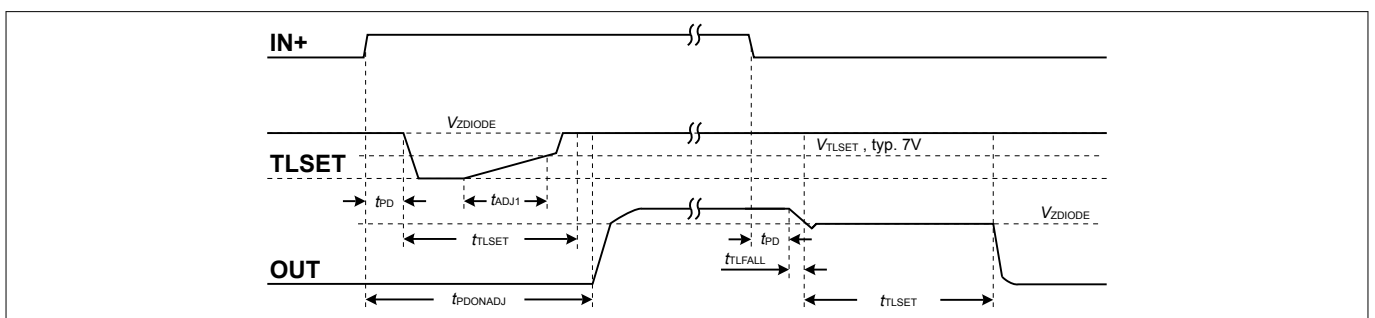 IN+
VZDIODE
VTLSET , typ. 7V
TLSET
tPD
tADJ1
VZDIODE
tTLSET
tPD
OUT
tTLFALL
tPDONADJ
tTLSET